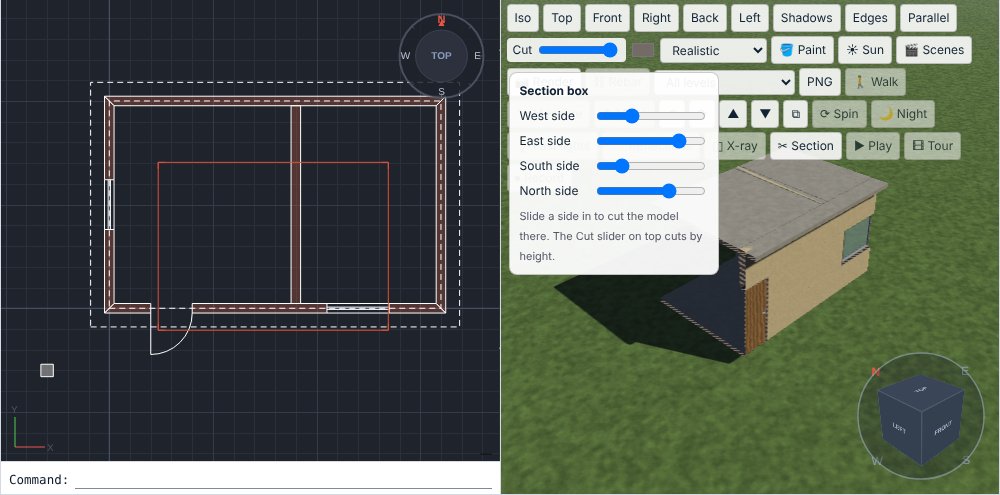 N
W TOP E
S
Y
X
Command:
Iso Top Front Right Back Left Shadows Edges Parallel
Cut Realistic Paint Sun Scenes
All levels PNG Walk
Spin Night
X-ray Section Play Tour
Section box
West side
East side
South side
North side
Slide a side in to cut the model
there. The Cut slider on top cuts by
height.
N E
TOP
LEFT FRONT
W S